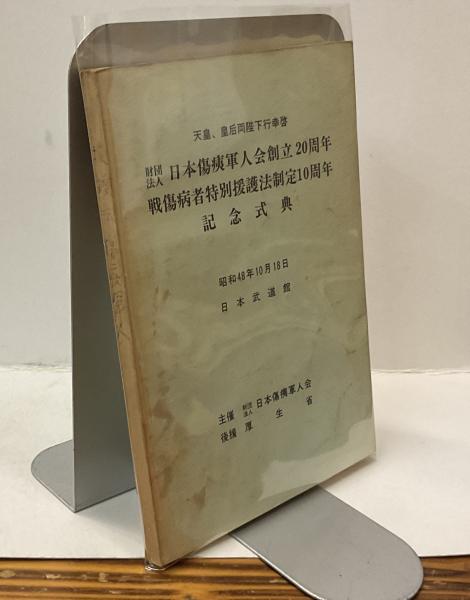 天皇、皇后両陛下行幸啓
財団法人 日本傷痍軍人会創立20周年
戦傷病者特別援護法制定10周年
記念式典
昭和48年10月18日
日本武道館
主催 財団法人 日本傷痍軍人会
後援 厚生省